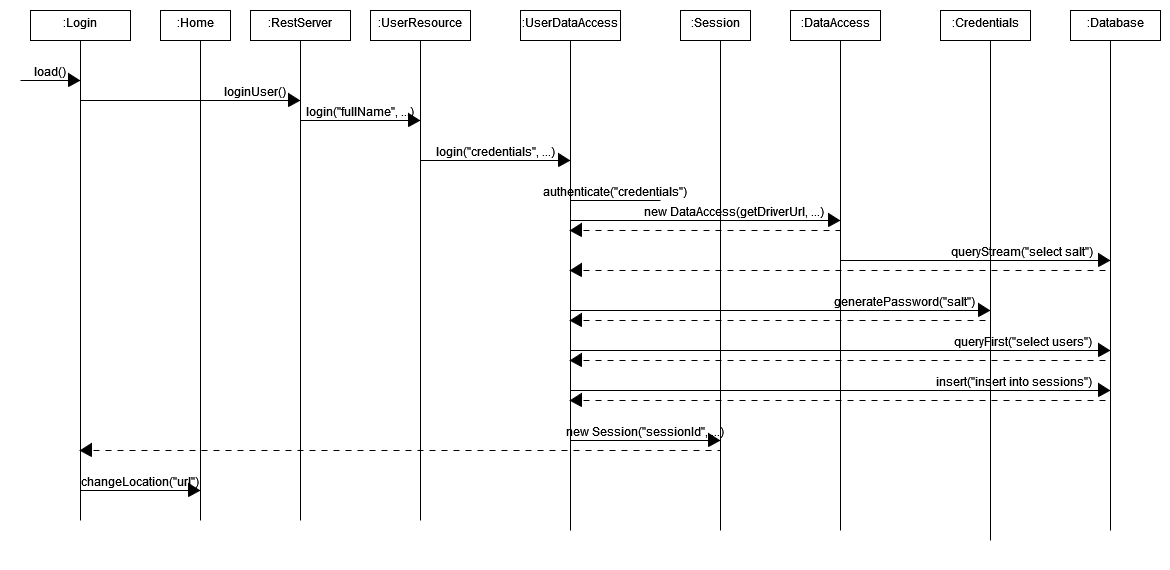 :Login
:Home
:RestServer
:UserResource
:UserDataAccess
:Session
:DataAccess
:Credentials
:Database
load()
loginUser()
login("fullName", ...)
login("credentials", ...)
authenticate("credentials")
new DataAccess(getDriverUrl, ...)
queryStream("select salt")
generatePassword("salt")
queryFirst("select users")
insert("insert into sessions")
new Session("sessionId", ...)
changeLocation("url")